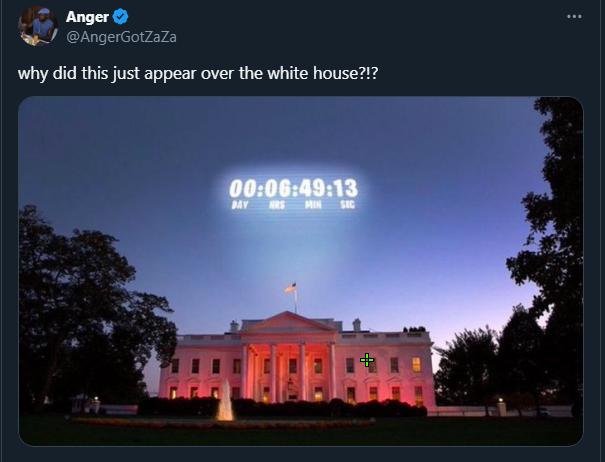 Anger
@AngerGotZaZa
why did this just appear over the white house?!?
00:06:49:13
DAY HRS MIN SEC